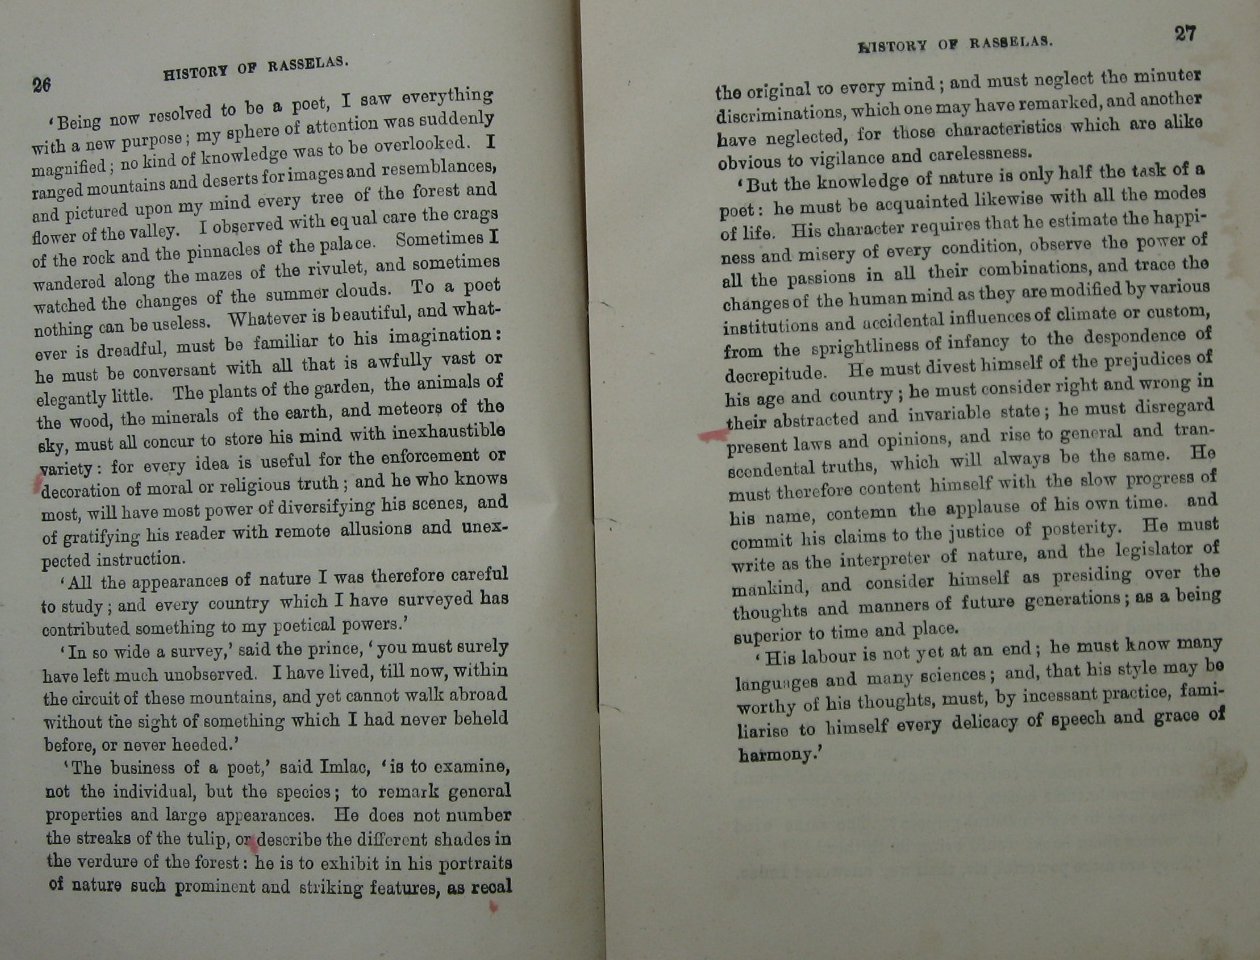 26
HISTORY OF RASSELAS.
‘Being now resolved to be a poet, I saw everything
with a new purpose; my sphere of attention was suddenly
magnified; no kind of knowledge was to be overlooked. I
ranged mountains and deserts for images and resemblances,
and pictured upon my mind every tree of the forest and
flower of the valley. I observed with equal care the crags
of the rock and the pinnacles of the palace. Sometimes I
wandered along the mazes of the rivulet, and sometimes
watched the changes of the summer clouds. To a poet
nothing can be useless. Whatever is beautiful, and what-
ever is dreadful, must be familiar to his imagination:
he must be conversant with all that is awfully vast or
elegantly little. The plants of the garden, the animals of
the wood, the minerals of the earth, and meteors of the
sky, must all concur to store his mind with inexhaustible
variety: for every idea is useful for the enforcement or
decoration of moral or religious truth; and he who knows
most, will have most power of diversifying his scenes, and
of gratifying his reader with remote allusions and unex-
pected instruction.
‘All the appearances of nature I was therefore careful
to study; and every country which I have surveyed has
contributed something to my poetical powers.’
‘In so wide a survey,’ said the prince, ‘you must surely
have left much unobserved. I have lived, till now, within
the circuit of these mountains, and yet cannot walk abroad
without the sight of something which I had never beheld
before, or never heeded.’
‘The business of a poet,’ said Imlac, ‘is to examine,
not the individual, but the species; to remark general
properties and large appearances. He does not number
the streaks of the tulip, or describe the different shades in
the verdure of the forest: he is to exhibit in his portraits
of nature such prominent and striking features, as recal
HISTORY OF RASSELAS.
27
the original to every mind; and must neglect the minuter
discriminations, which one may have remarked, and another
have neglected, for those characteristics which are alike
obvious to vigilance and carelessness.
‘But the knowledge of nature is only half the task of a
poet: he must be acquainted likewise with all the modes
of life. His character requires that he estimate the happi-
ness and misery of every condition, observe the power of
all the passions in all their combinations, and trace the
changes of the human mind as they are modified by various
institutions and accidental influences of climate or custom,
from the sprightliness of infancy to the despondence of
decrepitude. He must divest himself of the prejudices of
his age and country; he must consider right and wrong in
their abstracted and invariable state; he must disregard
present laws and opinions, and rise to general and tran-
scendental truths, which will always be the same. He
must therefore content himself with the slow progress of
his name, contemn the applause of his own time. and
commit his claims to the justice of posterity. He must
write as the interpreter of nature, and the legislator of
mankind, and consider himself as presiding over the
thoughts and manners of future generations; as a being
superior to time and place.
‘His labour is not yet at an end; he must know many
languages and many sciences; and, that his style may be
worthy of his thoughts, must, by incessant practice, fami-
liarise to himself every delicacy of speech and grace of
harmony.’